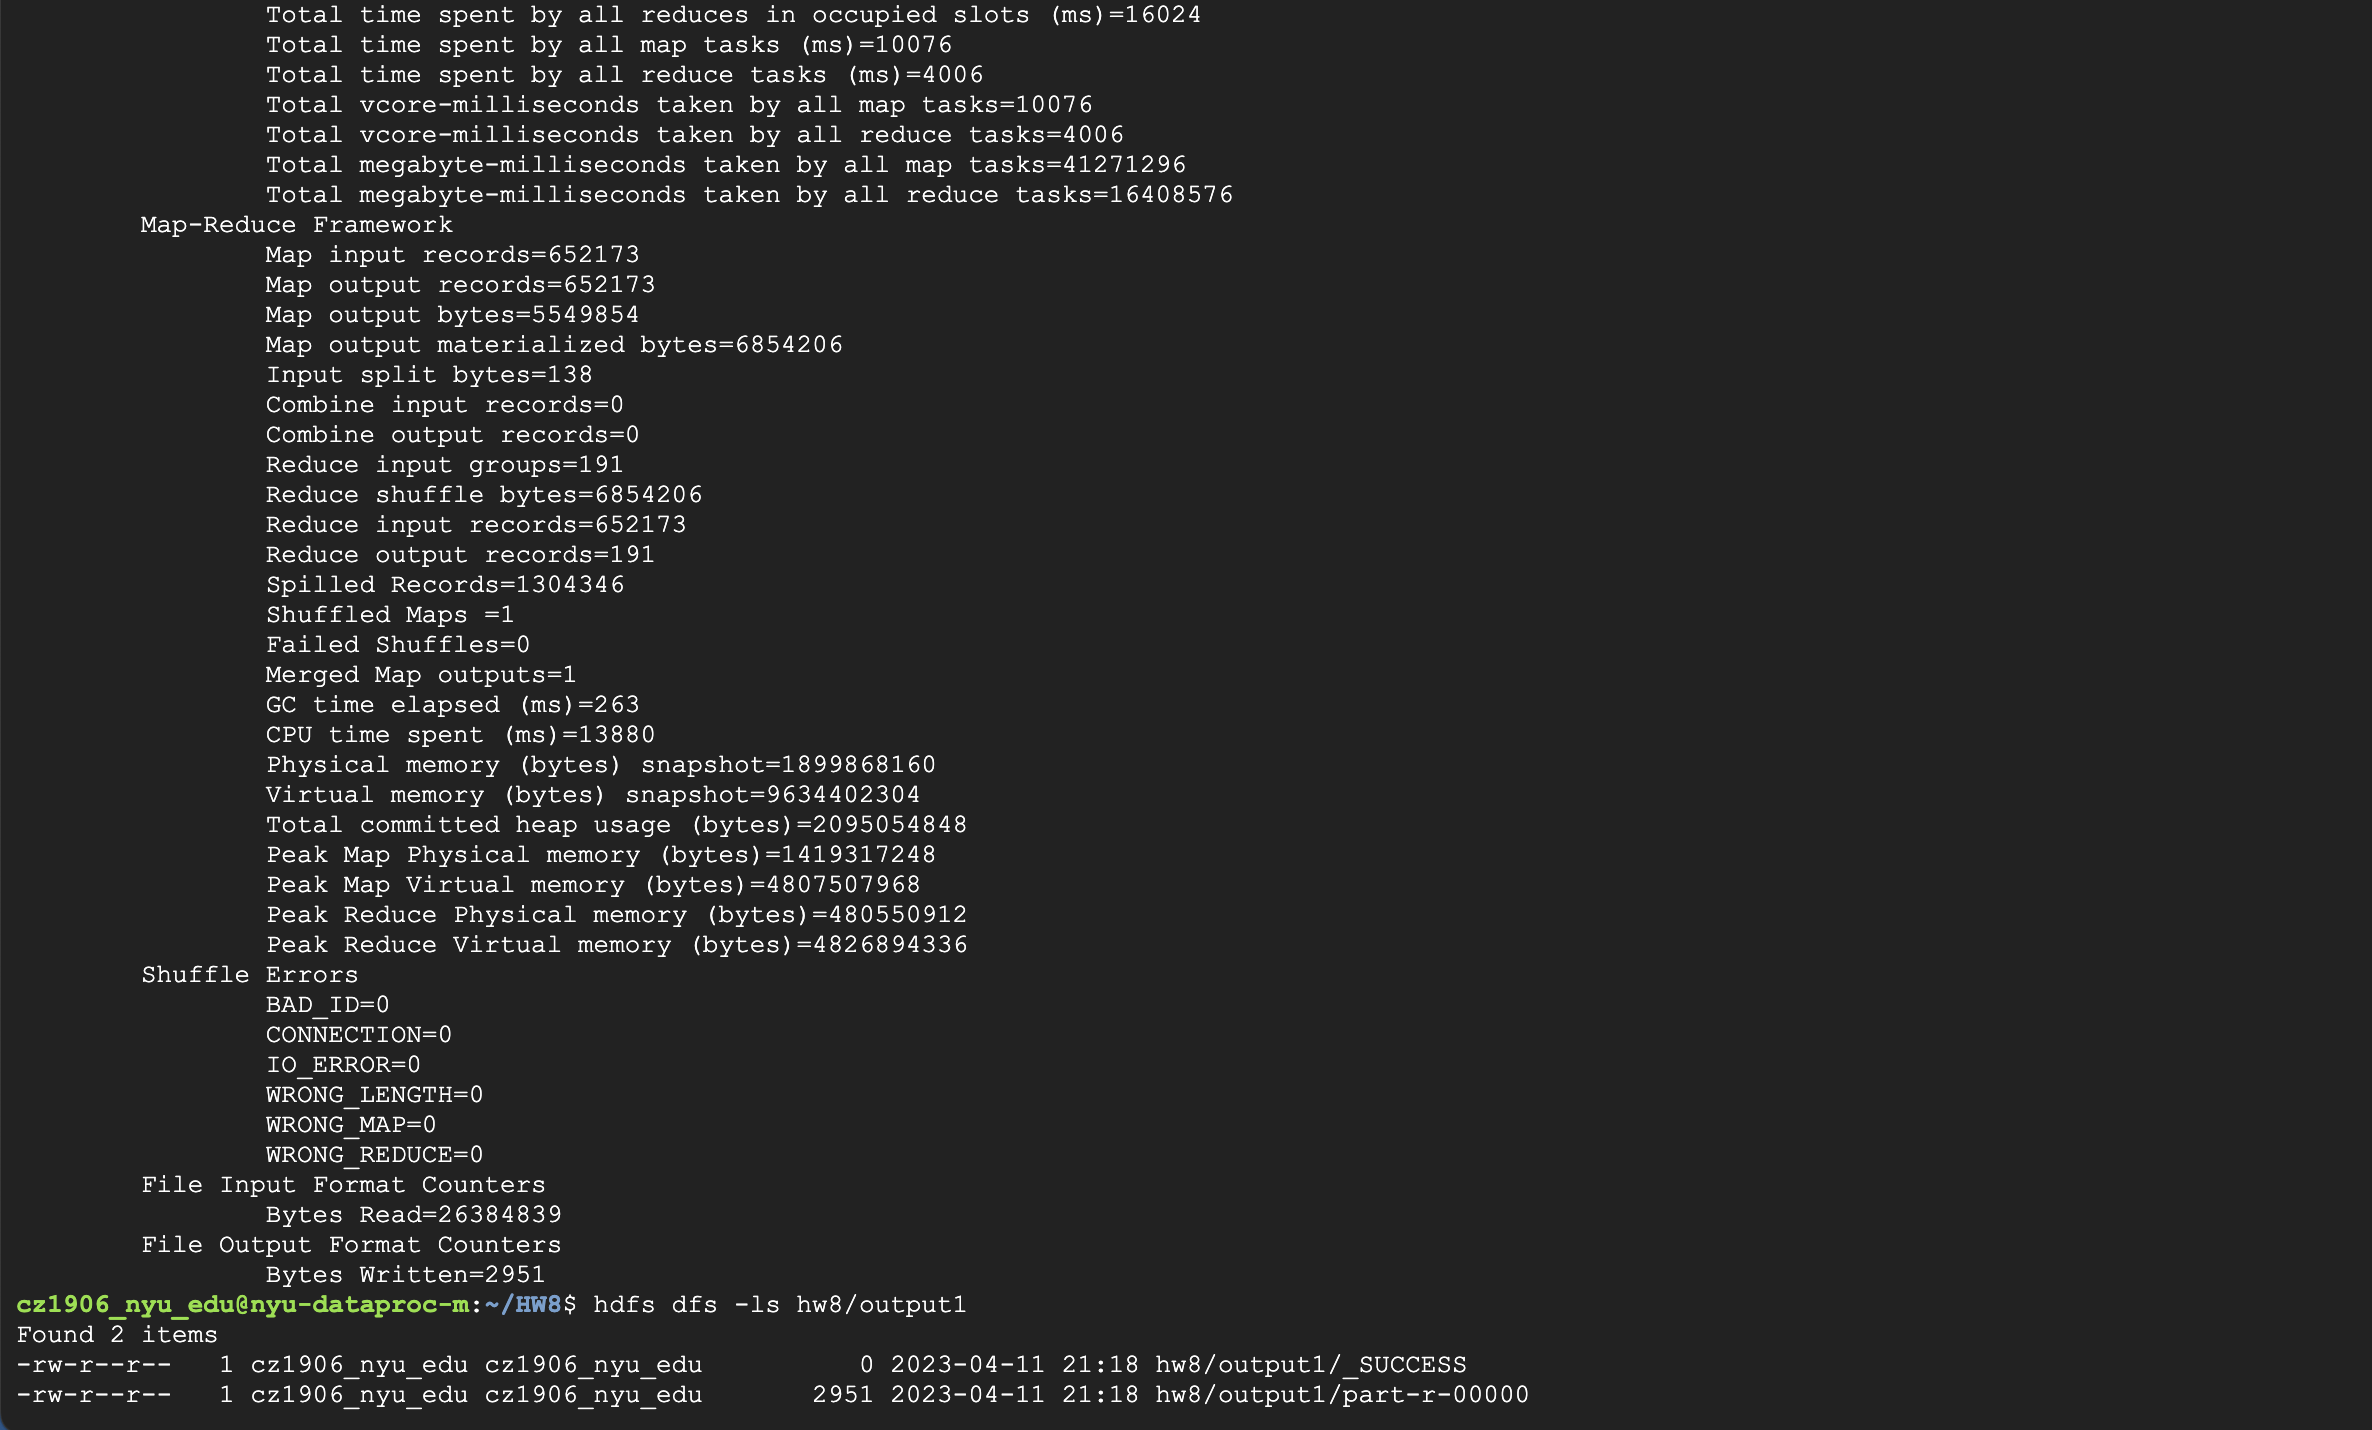 Total time spent by all reduces in occupied slots (ms)=16024
Total time spent by all map tasks (ms)=10076
Total time spent by all reduce tasks (ms)=4006
Total vcore-milliseconds taken by all map tasks=10076
Total vcore-milliseconds taken by all reduce tasks=4006
Total megabyte-milliseconds taken by all map tasks=41271296
Total megabyte-milliseconds taken by all reduce tasks=16408576
Map-Reduce Framework
Map input records=652173
Map output records=652173
Map output bytes=5549854
Map output materialized bytes=6854206
Input split bytes=138
Combine input records=0
Combine output records=0
Reduce input groups=191
Reduce shuffle bytes=6854206
Reduce input records=652173
Reduce output records=191
Spilled Records=1304346
Shuffled Maps =1
Failed Shuffles=0
Merged Map outputs=1
GC time elapsed (ms)=263
CPU time spent (ms)=13880
Physical memory (bytes) snapshot=1899868160
Virtual memory (bytes) snapshot=9634402304
Total committed heap usage (bytes)=2095054848
Peak Map Physical memory (bytes)=1419317248
Peak Map Virtual memory (bytes)=4807507968
Peak Reduce Physical memory (bytes)=480550912
Peak Reduce Virtual memory (bytes)=4826894336
Shuffle Errors
BAD_ID=0
CONNECTION=0
IO_ERROR=0
WRONG_LENGTH=0
WRONG_MAP=0
WRONG_REDUCE=0
File Input Format Counters
Bytes Read=26384839
File Output Format Counters
Bytes Written=2951
cz1906_nyu_edu@nyu-dataproc-m:~/HW8$ hdfs dfs -ls hw8/output1
Found 2 items
-rw-r--r--   1 cz1906_nyu_edu cz1906_nyu_edu          0 2023-04-11 21:18 hw8/output1/_SUCCESS
-rw-r--r--   1 cz1906_nyu_edu cz1906_nyu_edu       2951 2023-04-11 21:18 hw8/output1/part-r-00000